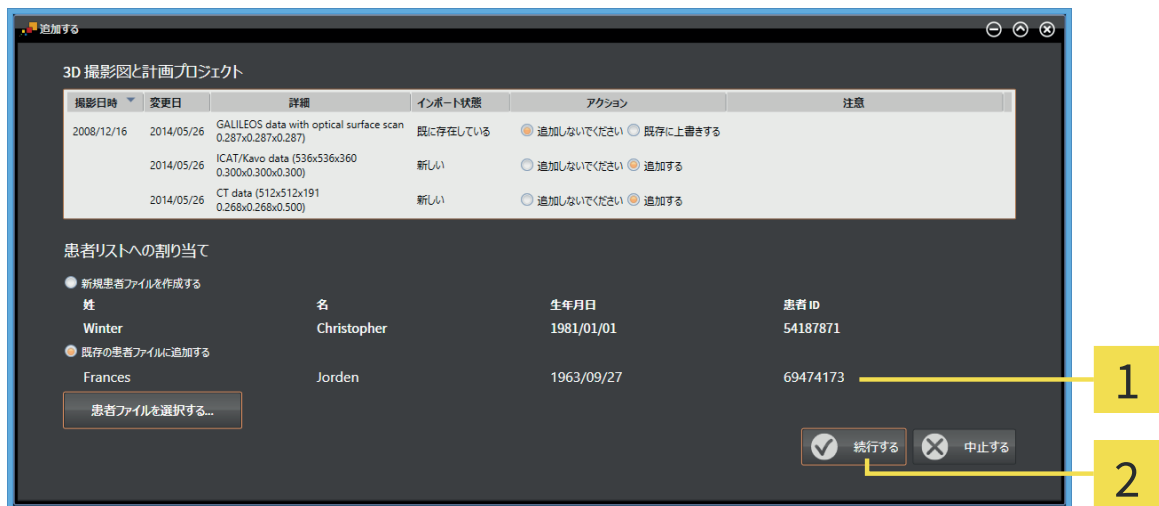 追加する
3D 撮影図と計画プロジェクト
撮影日時 変更日 詳細 インポート状態 アクション 注意
2008/12/16 2014/05/26 GALILEOS data with optical surface scan 0.287x0.287x0.287) 既に存在している 追加しないでください 既存に上書きする
2014/05/26 ICAT/Kavo data (536x536x360 0.300x0.300x0.300) 新しい 追加しないでください 追加する
2014/05/26 CT data (512x512x191 0.268x0.268x0.500) 新しい 追加しないでください 追加する
患者リストへの割り当て
新規患者ファイルを作成する
姓 名 生年月日 患者 ID
Winter Christopher 1981/01/01 54187871
既存の患者ファイルに追加する
Frances Jorden 1963/09/27 69474173
1
患者ファイルを選択する...
続行する 中止する
2